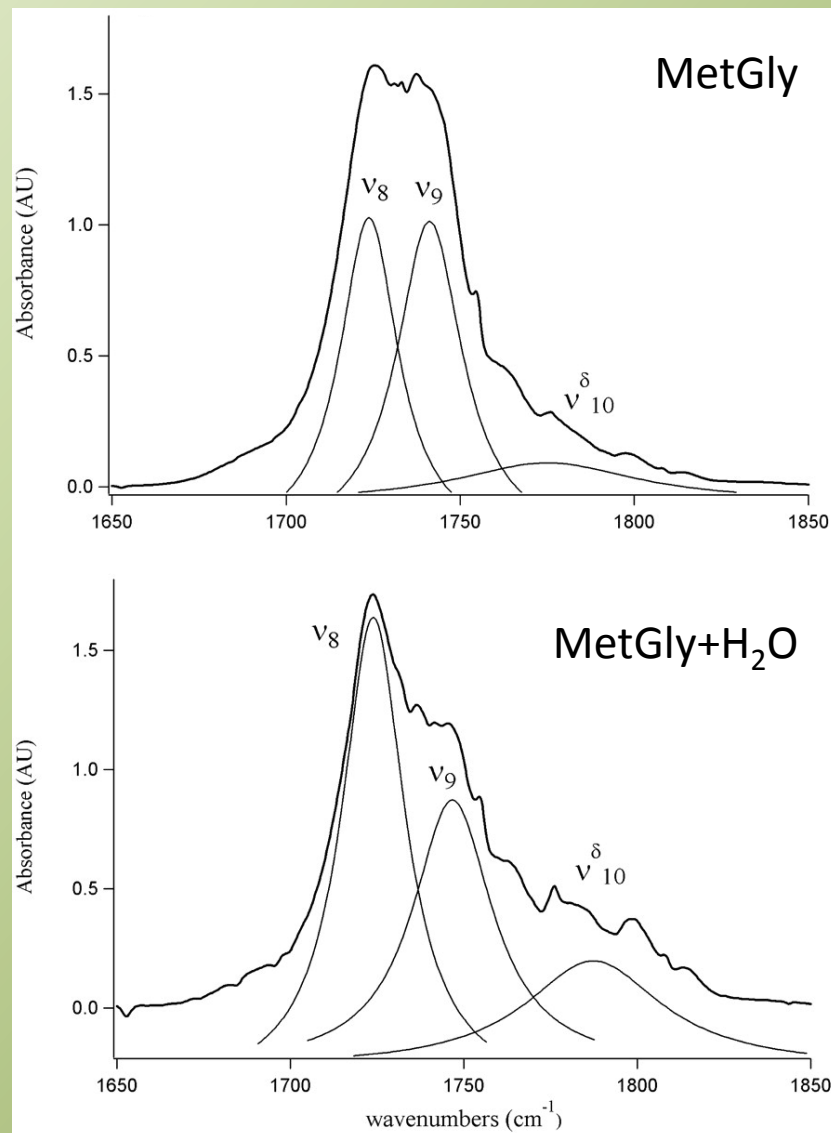 MetGly
1.5
ν₈ ν₉
1.0
Absorbance (AU)
0.5
ν^δ₁₀
0.0
1650 1700 1750 1800 1850
MetGly+H₂O
ν₈
1.5
1.0
ν₉
Absorbance (AU)
0.5
ν^δ₁₀
0.0
1650 1700 1750 1800 1850
wavenumbers (cm⁻¹)